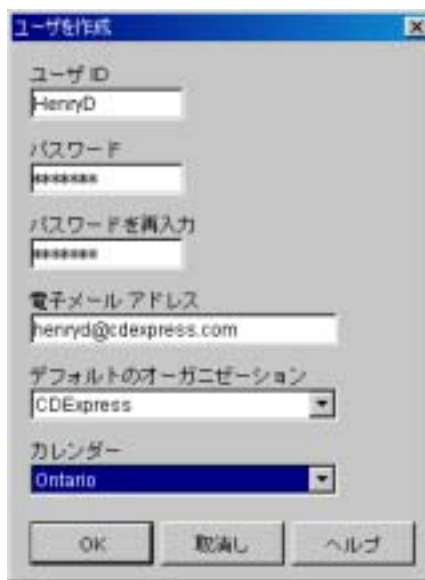 ユーザを作成
ユーザ ID
HenryD
パスワード
*******
パスワードを再入力
*******
電子メール アドレス
henryd@cdexpress.com
デフォルトのオーガニゼーション
CDExpress
カレンダー
Ontario
OK 取消し ヘルプ